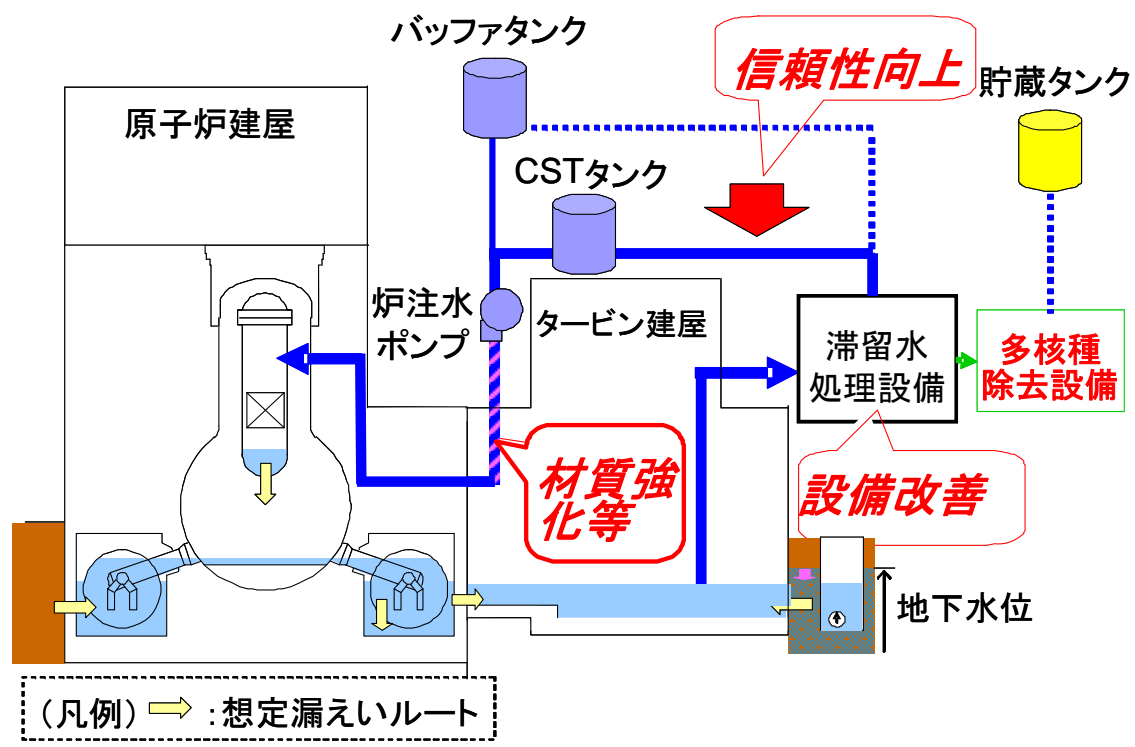 バッファタンク
信頼性向上
貯蔵タンク
原子炉建屋
CSTタンク
炉注水
ポンプ
タービン建屋
滞留水
処理設備
多核種
除去設備
材質強
化等
設備改善
地下水位
（凡例） ：想定漏えいルート